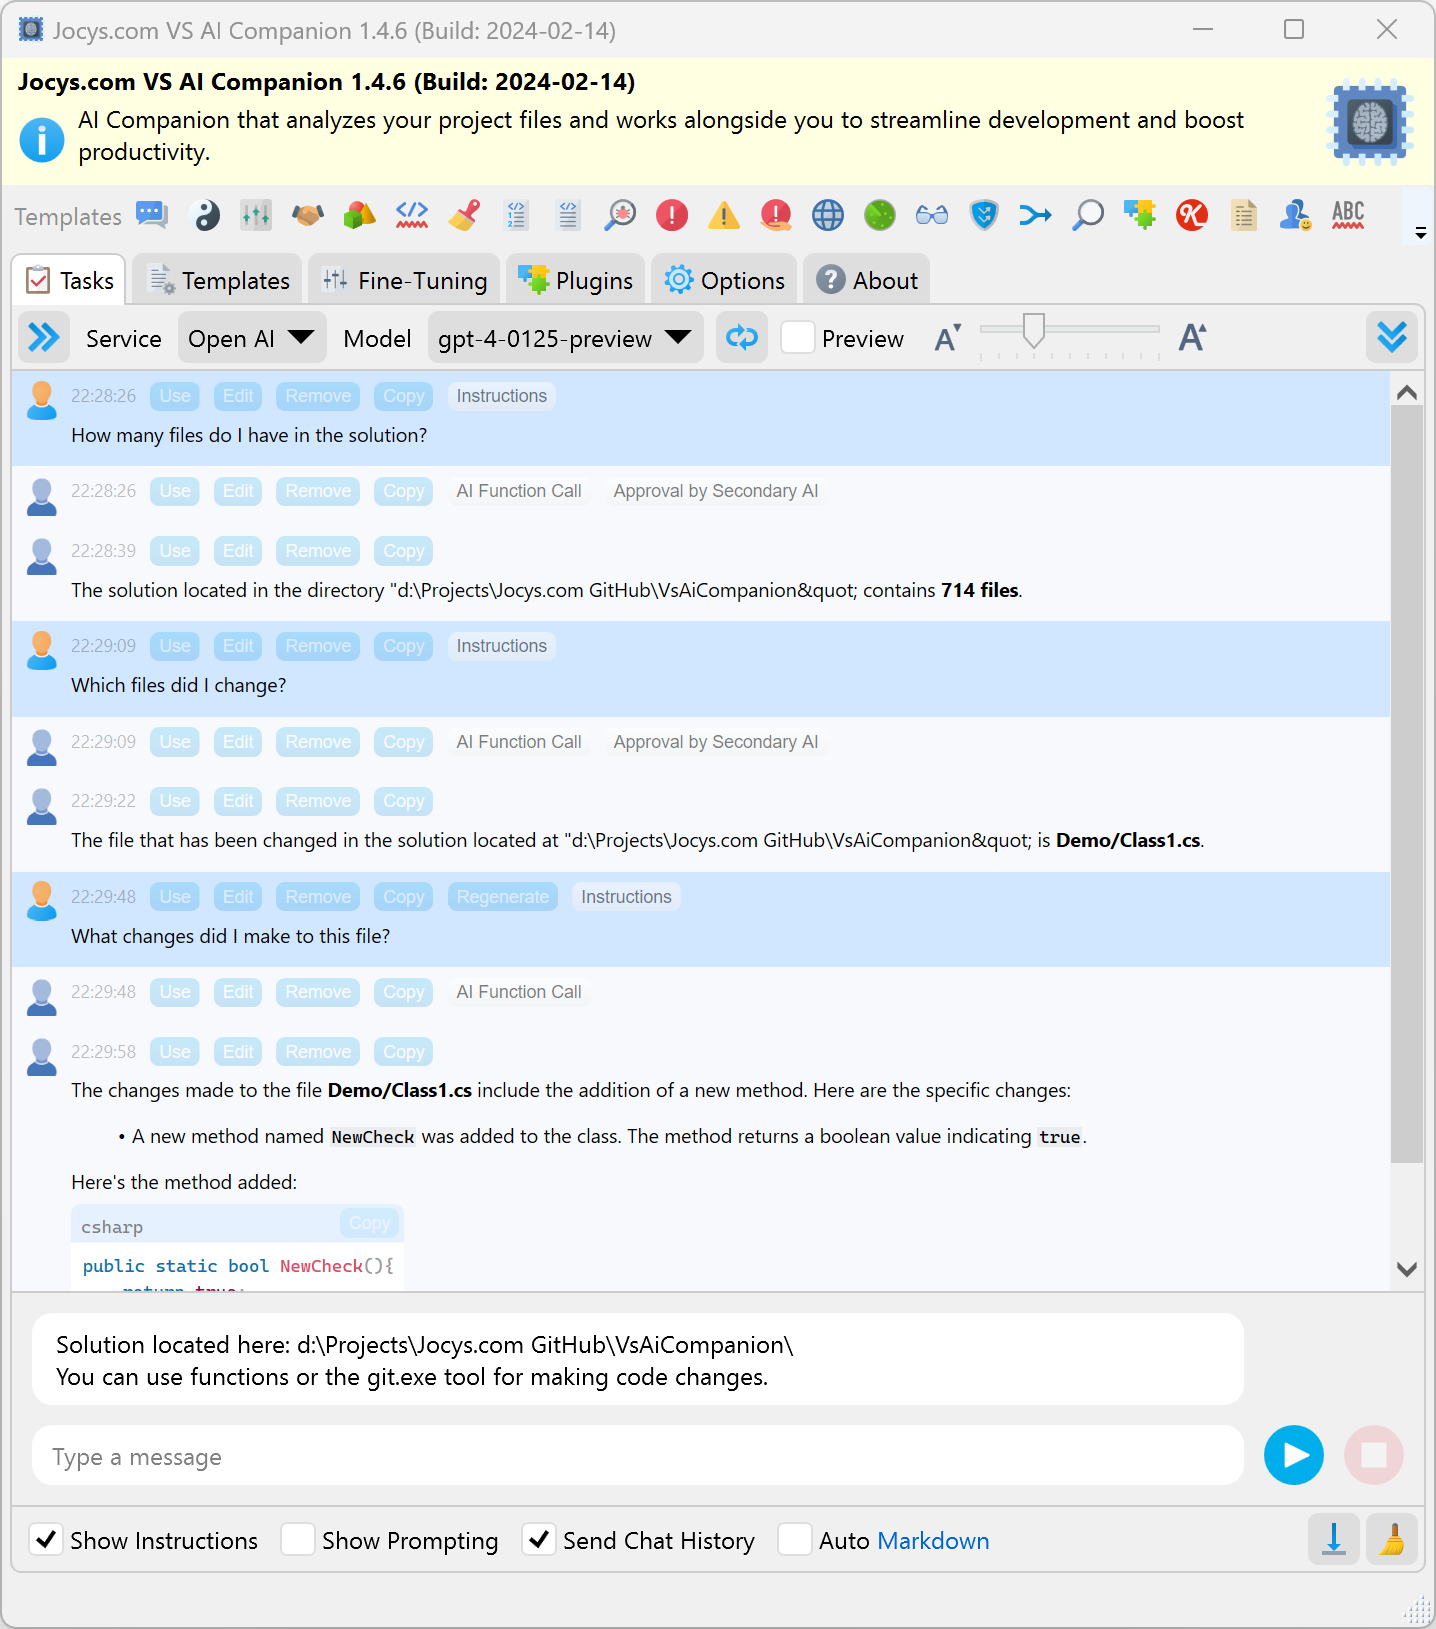 Jocys.com VS AI Companion 1.4.6 (Build: 2024-02-14)
Jocys.com VS AI Companion 1.4.6 (Build: 2024-02-14)
AI Companion that analyzes your project files and works alongside you to streamline development and boost
productivity.
Templates ABC
Tasks Templates Fine-Tuning Plugins Options About
Service Open AI Model gpt-4-0125-preview Preview A A
22:28:26 Use Edit Remove Copy Instructions
How many files do I have in the solution?
22:28:26 Use Edit Remove Copy AI Function Call Approval by Secondary AI
22:28:39 Use Edit Remove Copy
The solution located in the directory "d:\Projects\Jocys.com GitHub\VsAiCompanion&quot; contains 714 files.
22:29:09 Use Edit Remove Copy Instructions
Which files did I change?
22:29:09 Use Edit Remove Copy AI Function Call Approval by Secondary AI
22:29:22 Use Edit Remove Copy
The file that has been changed in the solution located at "d:\Projects\Jocys.com GitHub\VsAiCompanion&quot; is Demo/Class1.cs.
22:29:48 Use Edit Remove Copy Regenerate Instructions
What changes did I make to this file?
22:29:48 Use Edit Remove Copy AI Function Call
22:29:58 Use Edit Remove Copy
The changes made to the file Demo/Class1.cs include the addition of a new method. Here are the specific changes:
• A new method named NewCheck was added to the class. The method returns a boolean value indicating true.
Here's the method added:
csharp Copy
public static bool NewCheck(){
return true;
Solution located here: d:\Projects\Jocys.com GitHub\VsAiCompanion\
You can use functions or the git.exe tool for making code changes.
Type a message
Show Instructions Show Prompting Send Chat History Auto Markdown